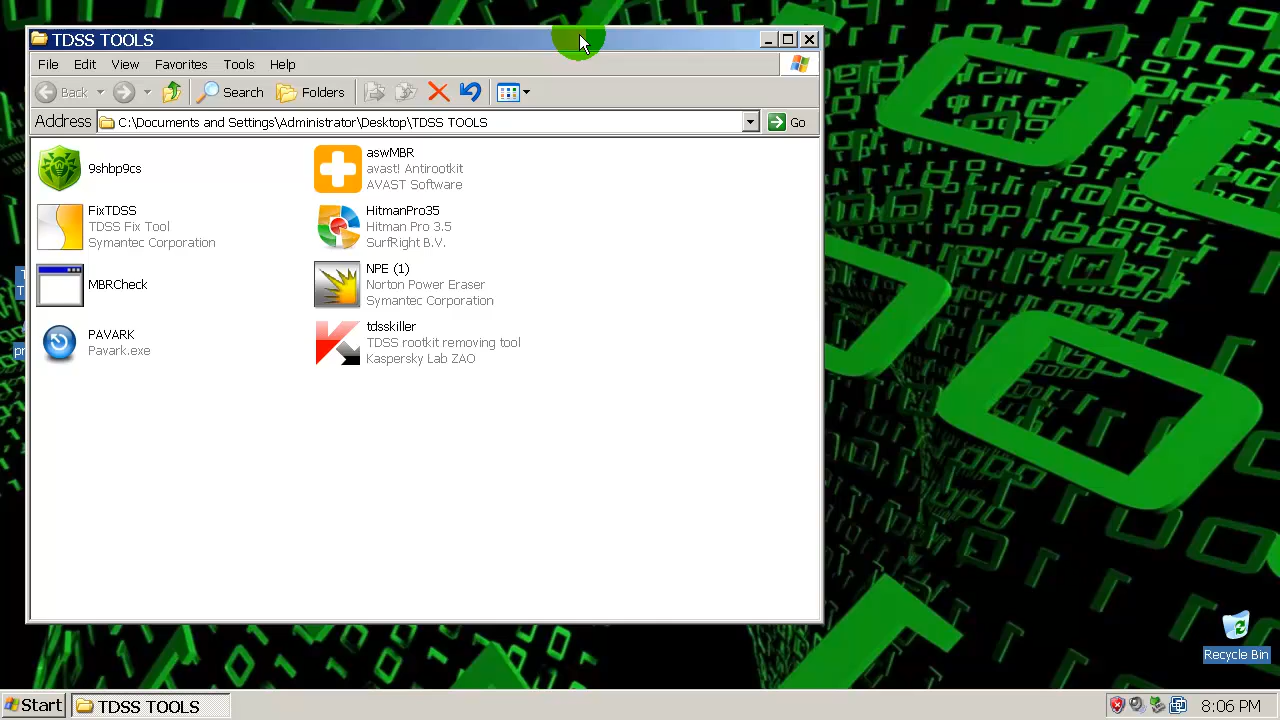 TDSS TOOLS
File Edit View Favorites Tools Help
Back Search Folders
Address C:\Documents and Settings\Administrator\Desktop\TDSS TOOLS Go
9shbp9cs
aswMBR
avast! Antirootkit
AVAST Software
FixTDSS
TDSS Fix Tool
Symantec Corporation
HitmanPro35
Hitman Pro 3.5
SurfRight B.V.
MBRCheck
NPE (1)
Norton Power Eraser
Symantec Corporation
PAVARK
Pavark.exe
tdsskiller
TDSS rootkit removing tool
Kaspersky Lab ZAO
Recycle Bin
Start TDSS TOOLS 8:06 PM